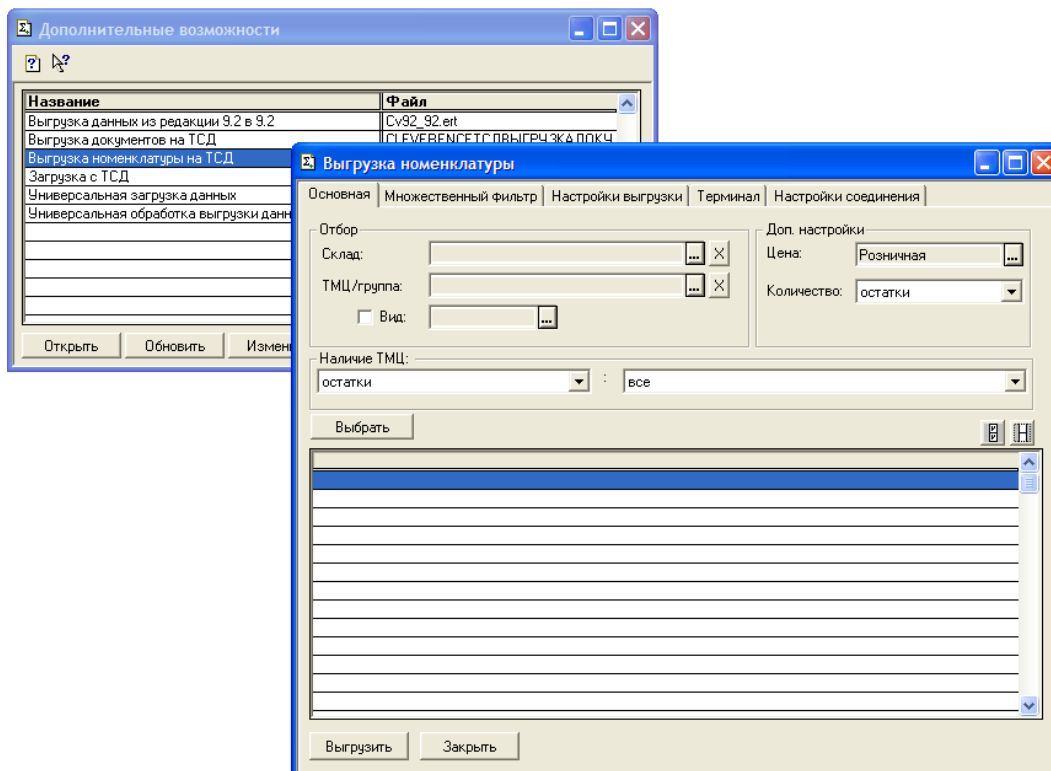 Дополнительные возможности
Название Файл
Выгрузка данных из редакции 9.2 в 9.2 Cv92_92.ert
Выгрузка документов на ТСД
Выгрузка номенклатуры на ТСД
Загрузка с ТСД
Универсальная загрузка данных
Универсальная обработка выгрузки
Открыть Обновить
Выгрузка номенклатуры
Основная Множественный фильтр Настройки выгрузки Терминал Настройки соединения
Отбор Доп. настройки
Склад: ... X Цена: Розничная ...
ТМЦ/группа: ... X Количество: остатки
Вид: ...
Наличие ТМЦ:
остатки : все
Выбрать
Выгрузить Закрыть